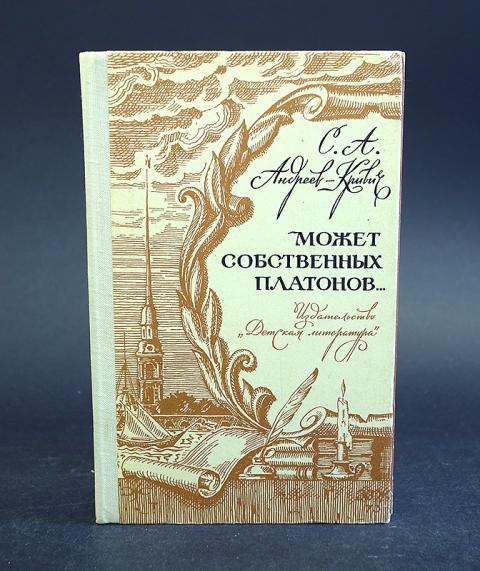 С. А.
Андреев-Кривич
МОЖЕТ
СОБСТВЕННЫХ
ПЛАТОНОВ...
Издательство
„Детская литература"